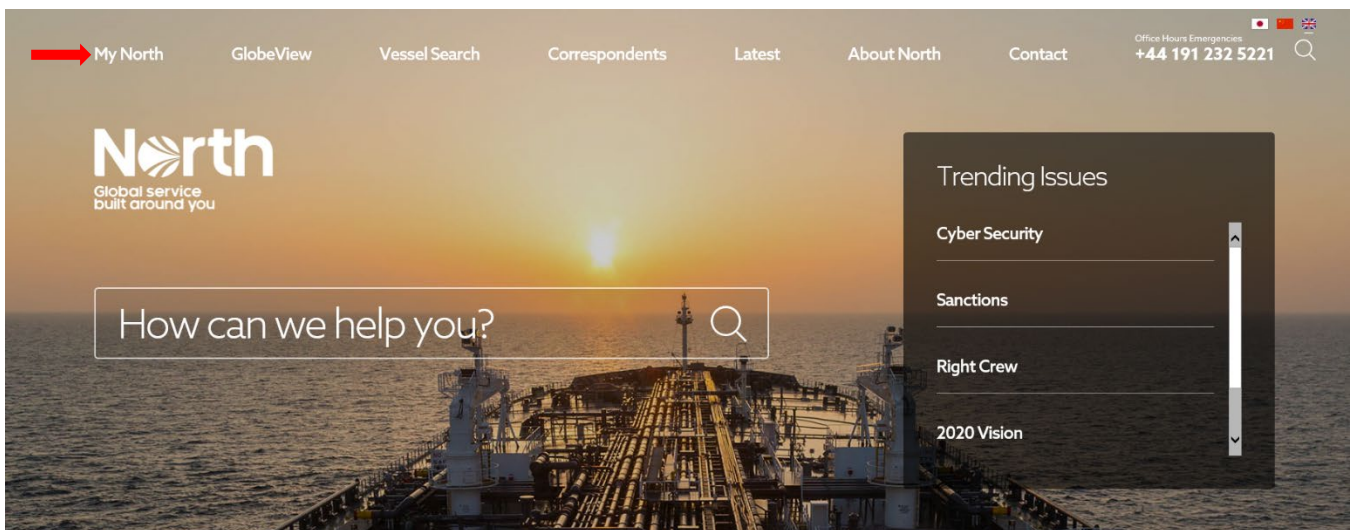 My North GlobeView Vessel Search Correspondents Latest About North Contact
Office Hours Emergencies
+44 191 232 5221
North
Global service
built around you
How can we help you?
Trending Issues
Cyber Security
Sanctions
Right Crew
2020 Vision